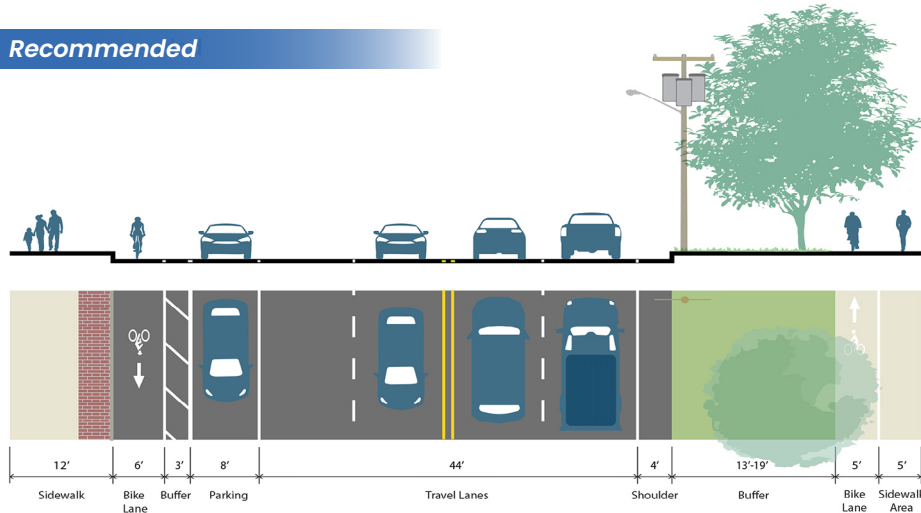 Recommended
12’ 6’ 3’ 8’ 44’ 4’ 13’-19’ 5’ 5’
Sidewalk Bike Buffer Parking Travel Lanes Shoulder Buffer Bike Sidewalk
Lane Lane Area